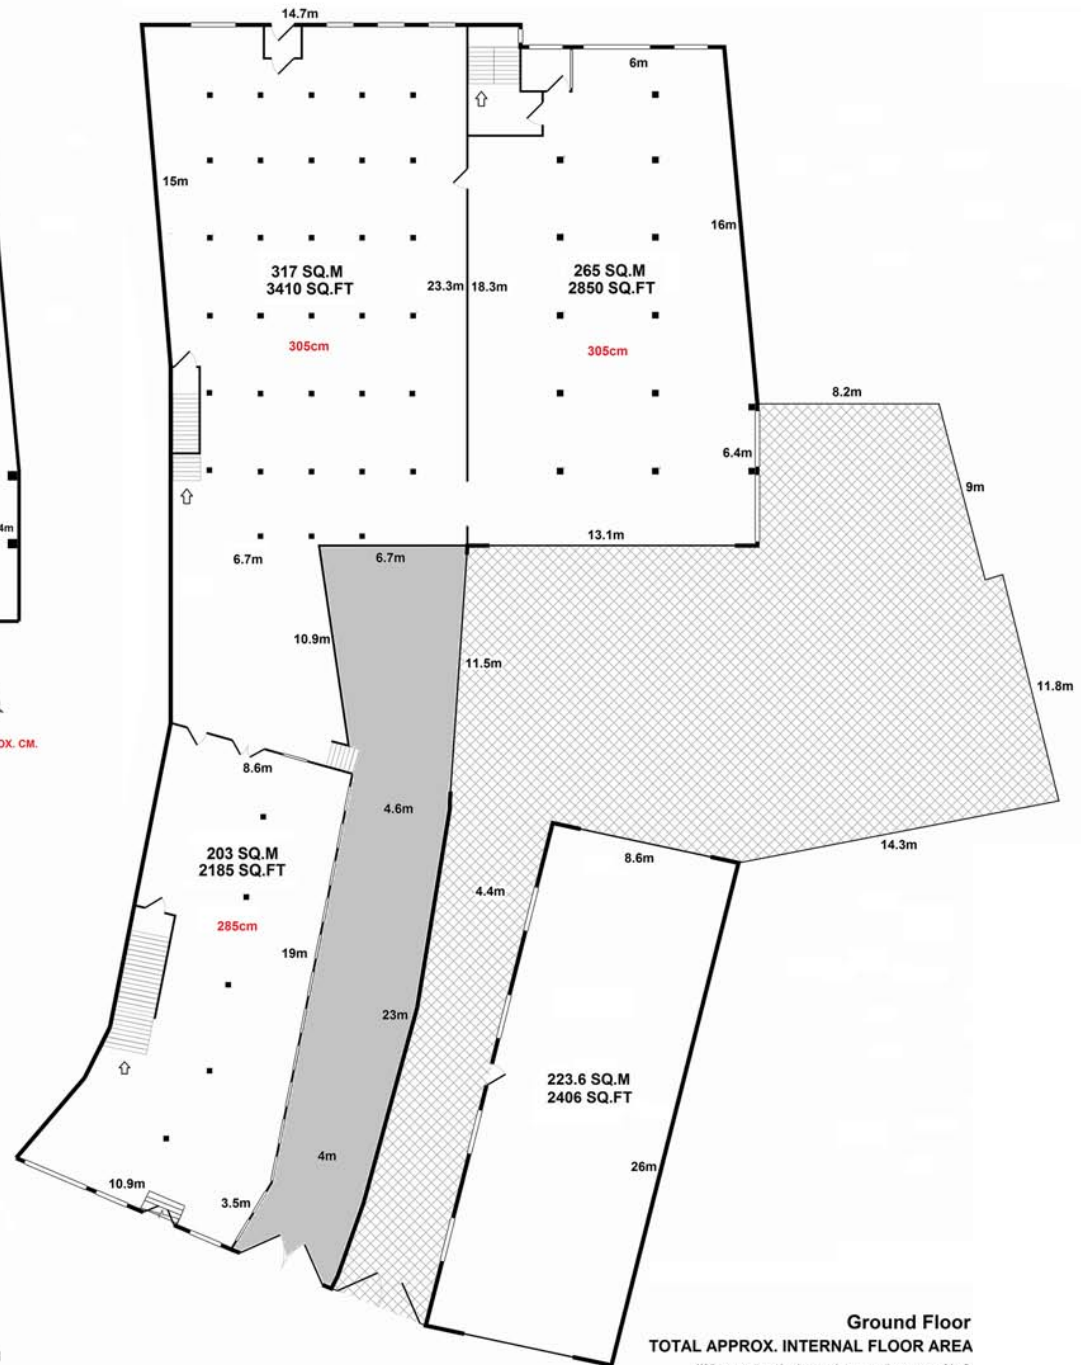 14.7m
6m
15m
16m
317 SQ.M
3410 SQ.FT
265 SQ.M
2850 SQ.FT
23.3m
18.3m
305cm
305cm
8.2m
6.4m
9m
4m
13.1m
6.7m
6.7m
10.9m
11.5m
11.8m
OX. CM.
8.6m
4.6m
203 SQ.M
2185 SQ.FT
8.6m
14.3m
4.4m
285cm
19m
23m
223.6 SQ.M
2406 SQ.FT
4m
26m
10.9m
3.5m
Ground Floor
TOTAL APPROX. INTERNAL FLOOR AREA